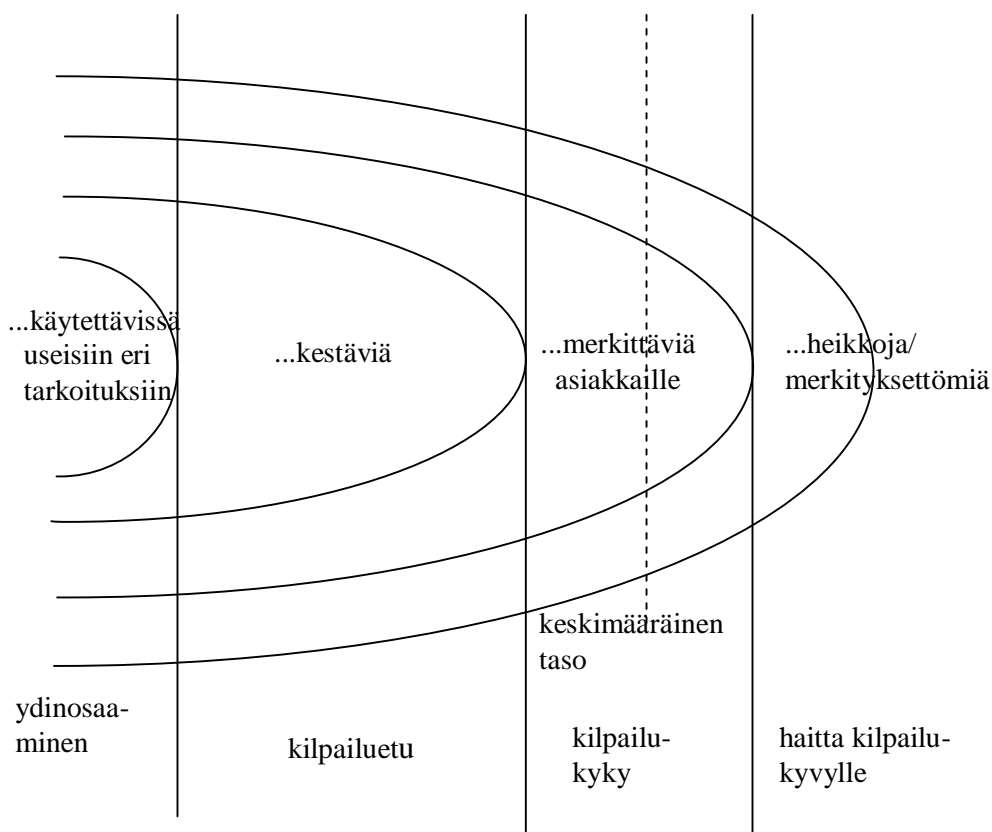 ...käytettävissä
useisiin eri
tarkoituksiin
...kestäviä
...merkittäviä
asiakkaille
...heikkoja/
merkityksettömiä
keskimääräinen
taso
ydinosaa-
minen
kilpailuetu
kilpailu-
kyky
haitta kilpailu-
kyvylle